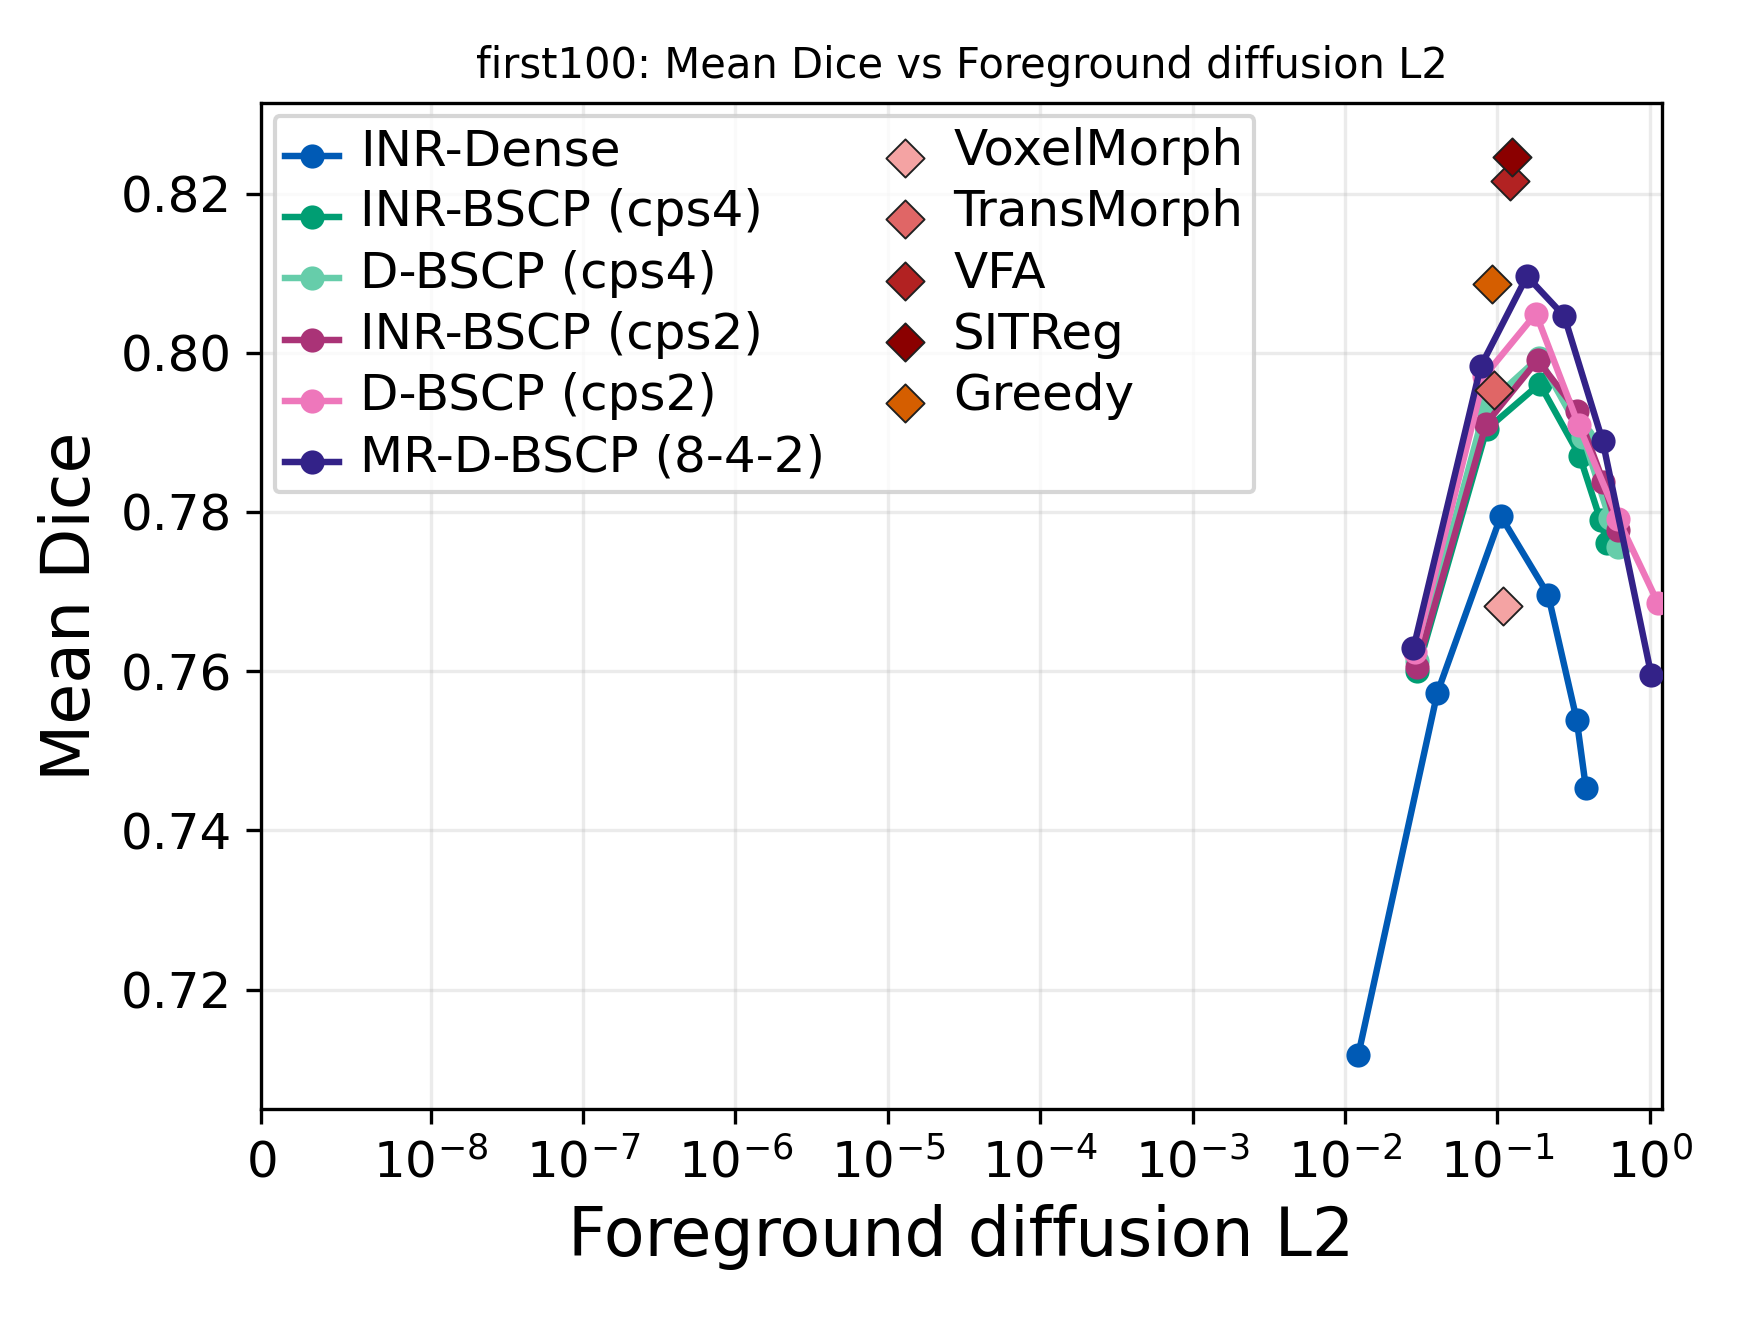 first100: Mean Dice vs Foreground diffusion L2
INR-Dense
INR-BSCP (cps4)
D-BSCP (cps4)
INR-BSCP (cps2)
D-BSCP (cps2)
MR-D-BSCP (8-4-2)
VoxelMorph
TransMorph
VFA
SITReg
Greedy
Mean Dice
0.82
0.80
0.78
0.76
0.74
0.72
0 10⁻⁸ 10⁻⁷ 10⁻⁶ 10⁻⁵ 10⁻⁴ 10⁻³ 10⁻² 10⁻¹ 10⁰
Foreground diffusion L2